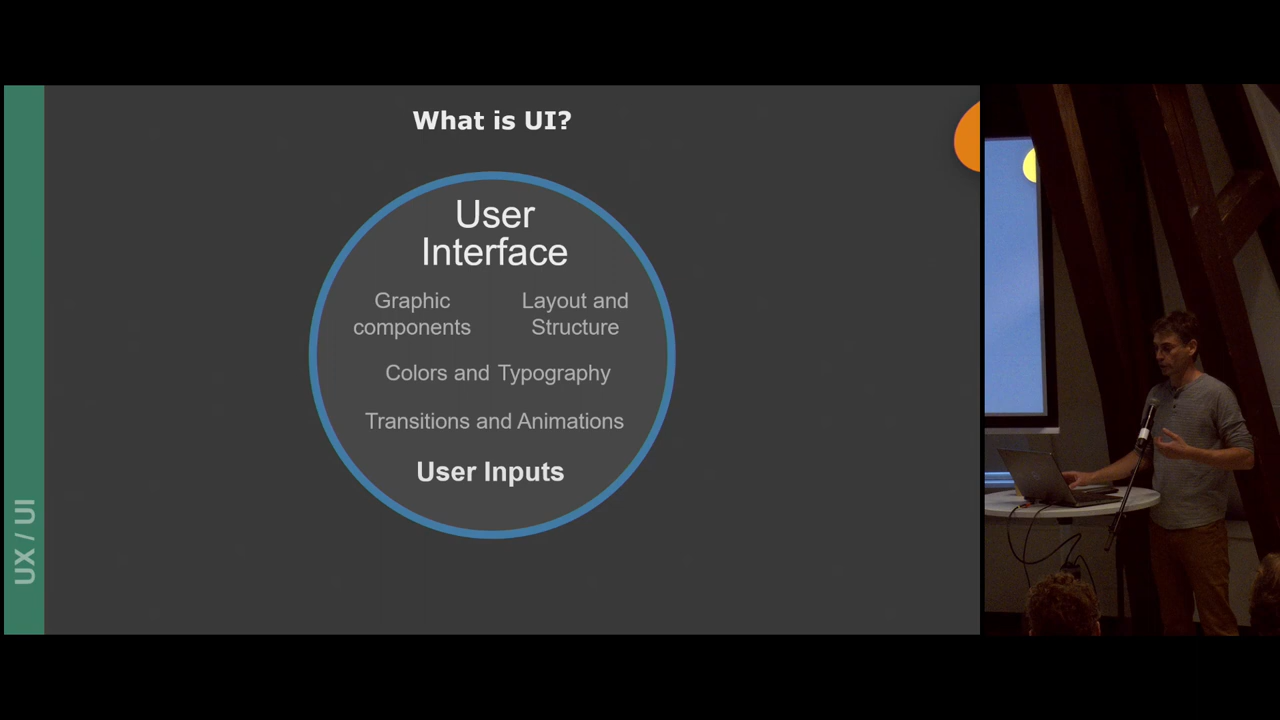 What is UI?
User
Interface
Graphic
components
Layout and
Structure
Colors and Typography
Transitions and Animations
User Inputs
UX / UI